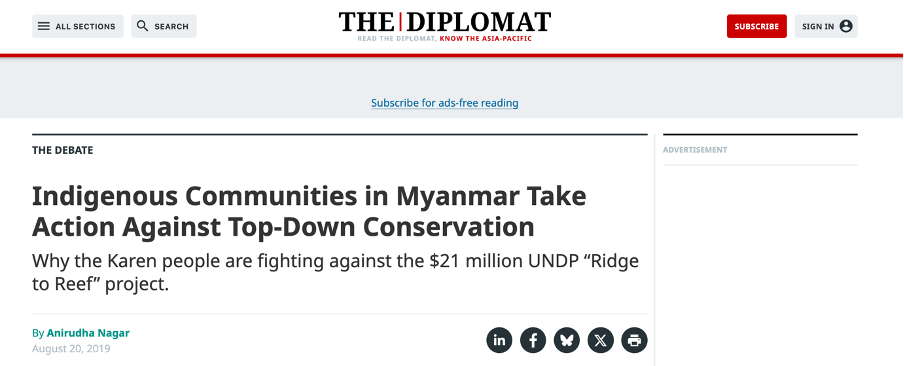 ALL SECTIONS
SEARCH
THE DIPLOMAT
READ THE DIPLOMAT, KNOW THE ASIA-PACIFIC
SUBSCRIBE
SIGN IN
Subscribe for ads-free reading
THE DEBATE
ADVERTISEMENT
Indigenous Communities in Myanmar Take
Action Against Top-Down Conservation
Why the Karen people are fighting against the $21 million UNDP “Ridge
to Reef” project.
By Anirudha Nagar
August 20, 2019